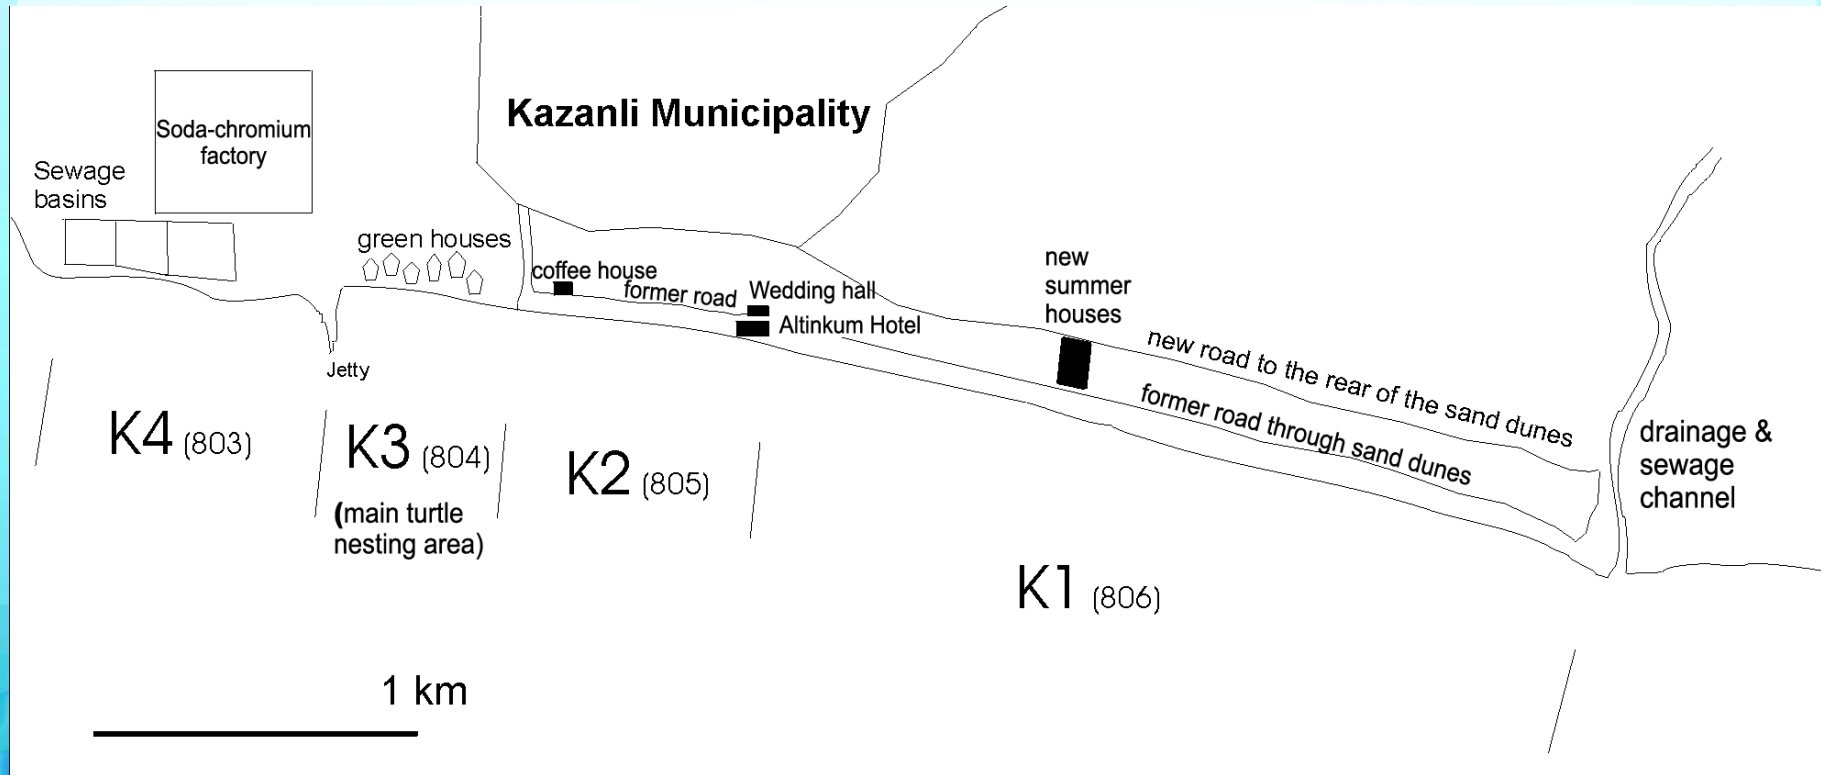 Kazanli Municipality
Soda-chromium
factory
Sewage
basins
green houses
coffee house
former road
Wedding hall
Altinkum Hotel
new
summer
houses
new road to the rear of the sand dunes
former road through sand dunes
drainage &
sewage
channel
Jetty
K4 (803)
K3 (804)
(main turtle
nesting area)
K2 (805)
K1 (806)
1 km